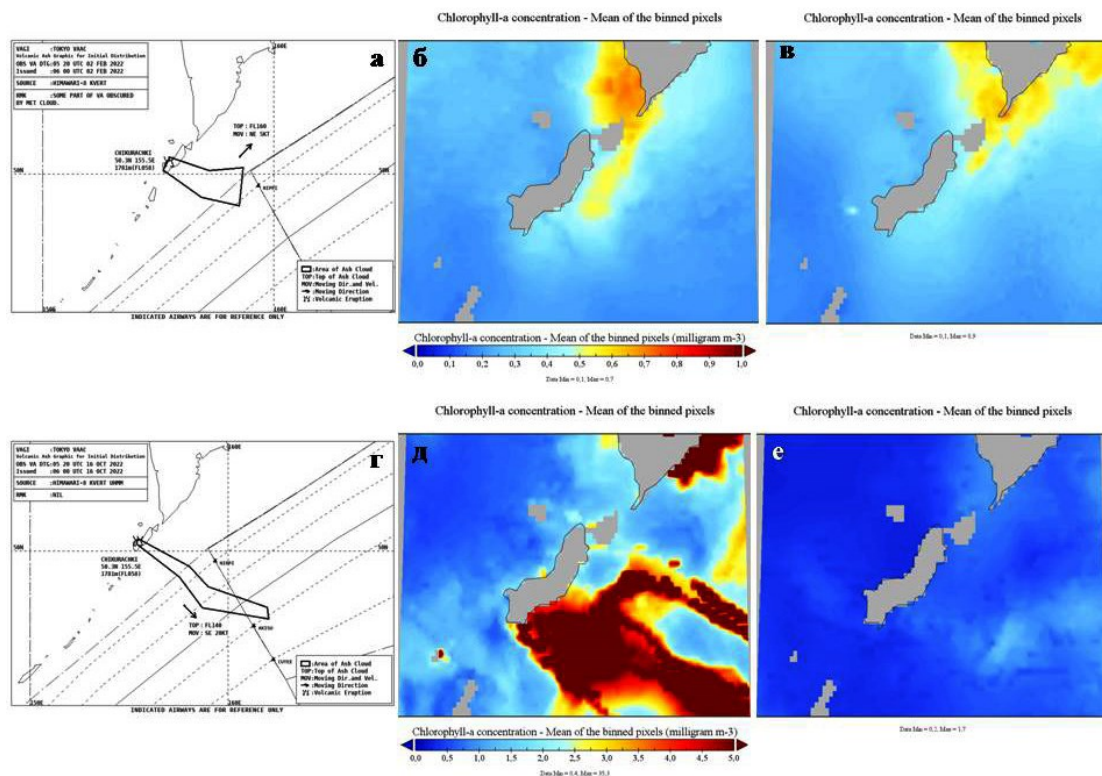 а
VAGI :TOKYO VAAC
Volcanic Ash Graphic for Initial Distribution
OBS VA DTG:05 20 UTC 02 FEB 2022
Issued :06 00 UTC 02 FEB 2022
SOURCE :HIMAWARI-8 KVERT
RMK :SOME PART OF VA OBSCURED
BY MET CLOUD.
160E
TOP:FL160
MOV:NE 5KT
CHIKURACHKI
50.3N 155.5E
1781m(FL058)
50N
50N
NIPPI
:Area of Ash Cloud
TOP:Top of Ash Cloud
MOV:Moving Dir.and Vel.
:Moving Direction
:Volcanic Eruption
150E
160E
INDICATED AIRWAYS ARE FOR REFERENCE ONLY
Chlorophyll-a concentration - Mean of the binned pixels
б
Chlorophyll-a concentration - Mean of the binned pixels (milligram m-3)
0,0 0,1 0,2 0,3 0,4 0,5 0,6 0,7 0,8 0,9 1,0
Data Min = 0,1, Max = 0,7
Chlorophyll-a concentration - Mean of the binned pixels
в
Data Min = 0,1, Max = 0,9
г
VAGI :TOKYO VAAC
Volcanic Ash Graphic for Initial Distribution
OBS VA DTG:05 20 UTC 16 OCT 2022
Issued :06 00 UTC 16 OCT 2022
SOURCE :HIMAWARI-8 KVERT UHMM
RMK :NIL
160E
50N
50N
CHIKURACHKI
50.3N 155.5E
1781m(FL058)
NIPPI
TOP:FL140
MOV:SE 20KT
:Area of Ash Cloud
TOP:Top of Ash Cloud
MOV:Moving Dir.and Vel.
:Moving Direction
:Volcanic Eruption
150E
160E
INDICATED AIRWAYS ARE FOR REFERENCE ONLY
Chlorophyll-a concentration - Mean of the binned pixels
д
Chlorophyll-a concentration - Mean of the binned pixels (milligram m-3)
0,0 0,5 1,0 1,5 2,0 2,5 3,0 3,5 4,0 4,5 5,0
Data Min = 0,4, Max = 35,3
Chlorophyll-a concentration - Mean of the binned pixels
е
Data Min = 0,2, Max = 1,7